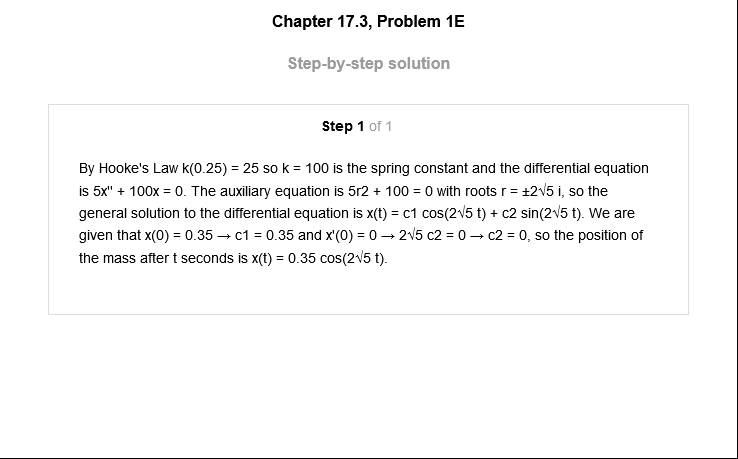 Chapter 17.3, Problem 1E
Step-by-step solution
Step 1 of 1
By Hooke's Law k(0.25) = 25 so k = 100 is the spring constant and the differential equation
is 5x" + 100x = 0. The auxiliary equation is 5r2 + 100 = 0 with roots r = ±2√5 i, so the
general solution to the differential equation is x(t) = c1 cos(2√5 t) + c2 sin(2√5 t). We are
given that x(0) = 0.35 → c1 = 0.35 and x'(0) = 0 → 2√5 c2 = 0 → c2 = 0, so the position of
the mass after t seconds is x(t) = 0.35 cos(2√5 t).